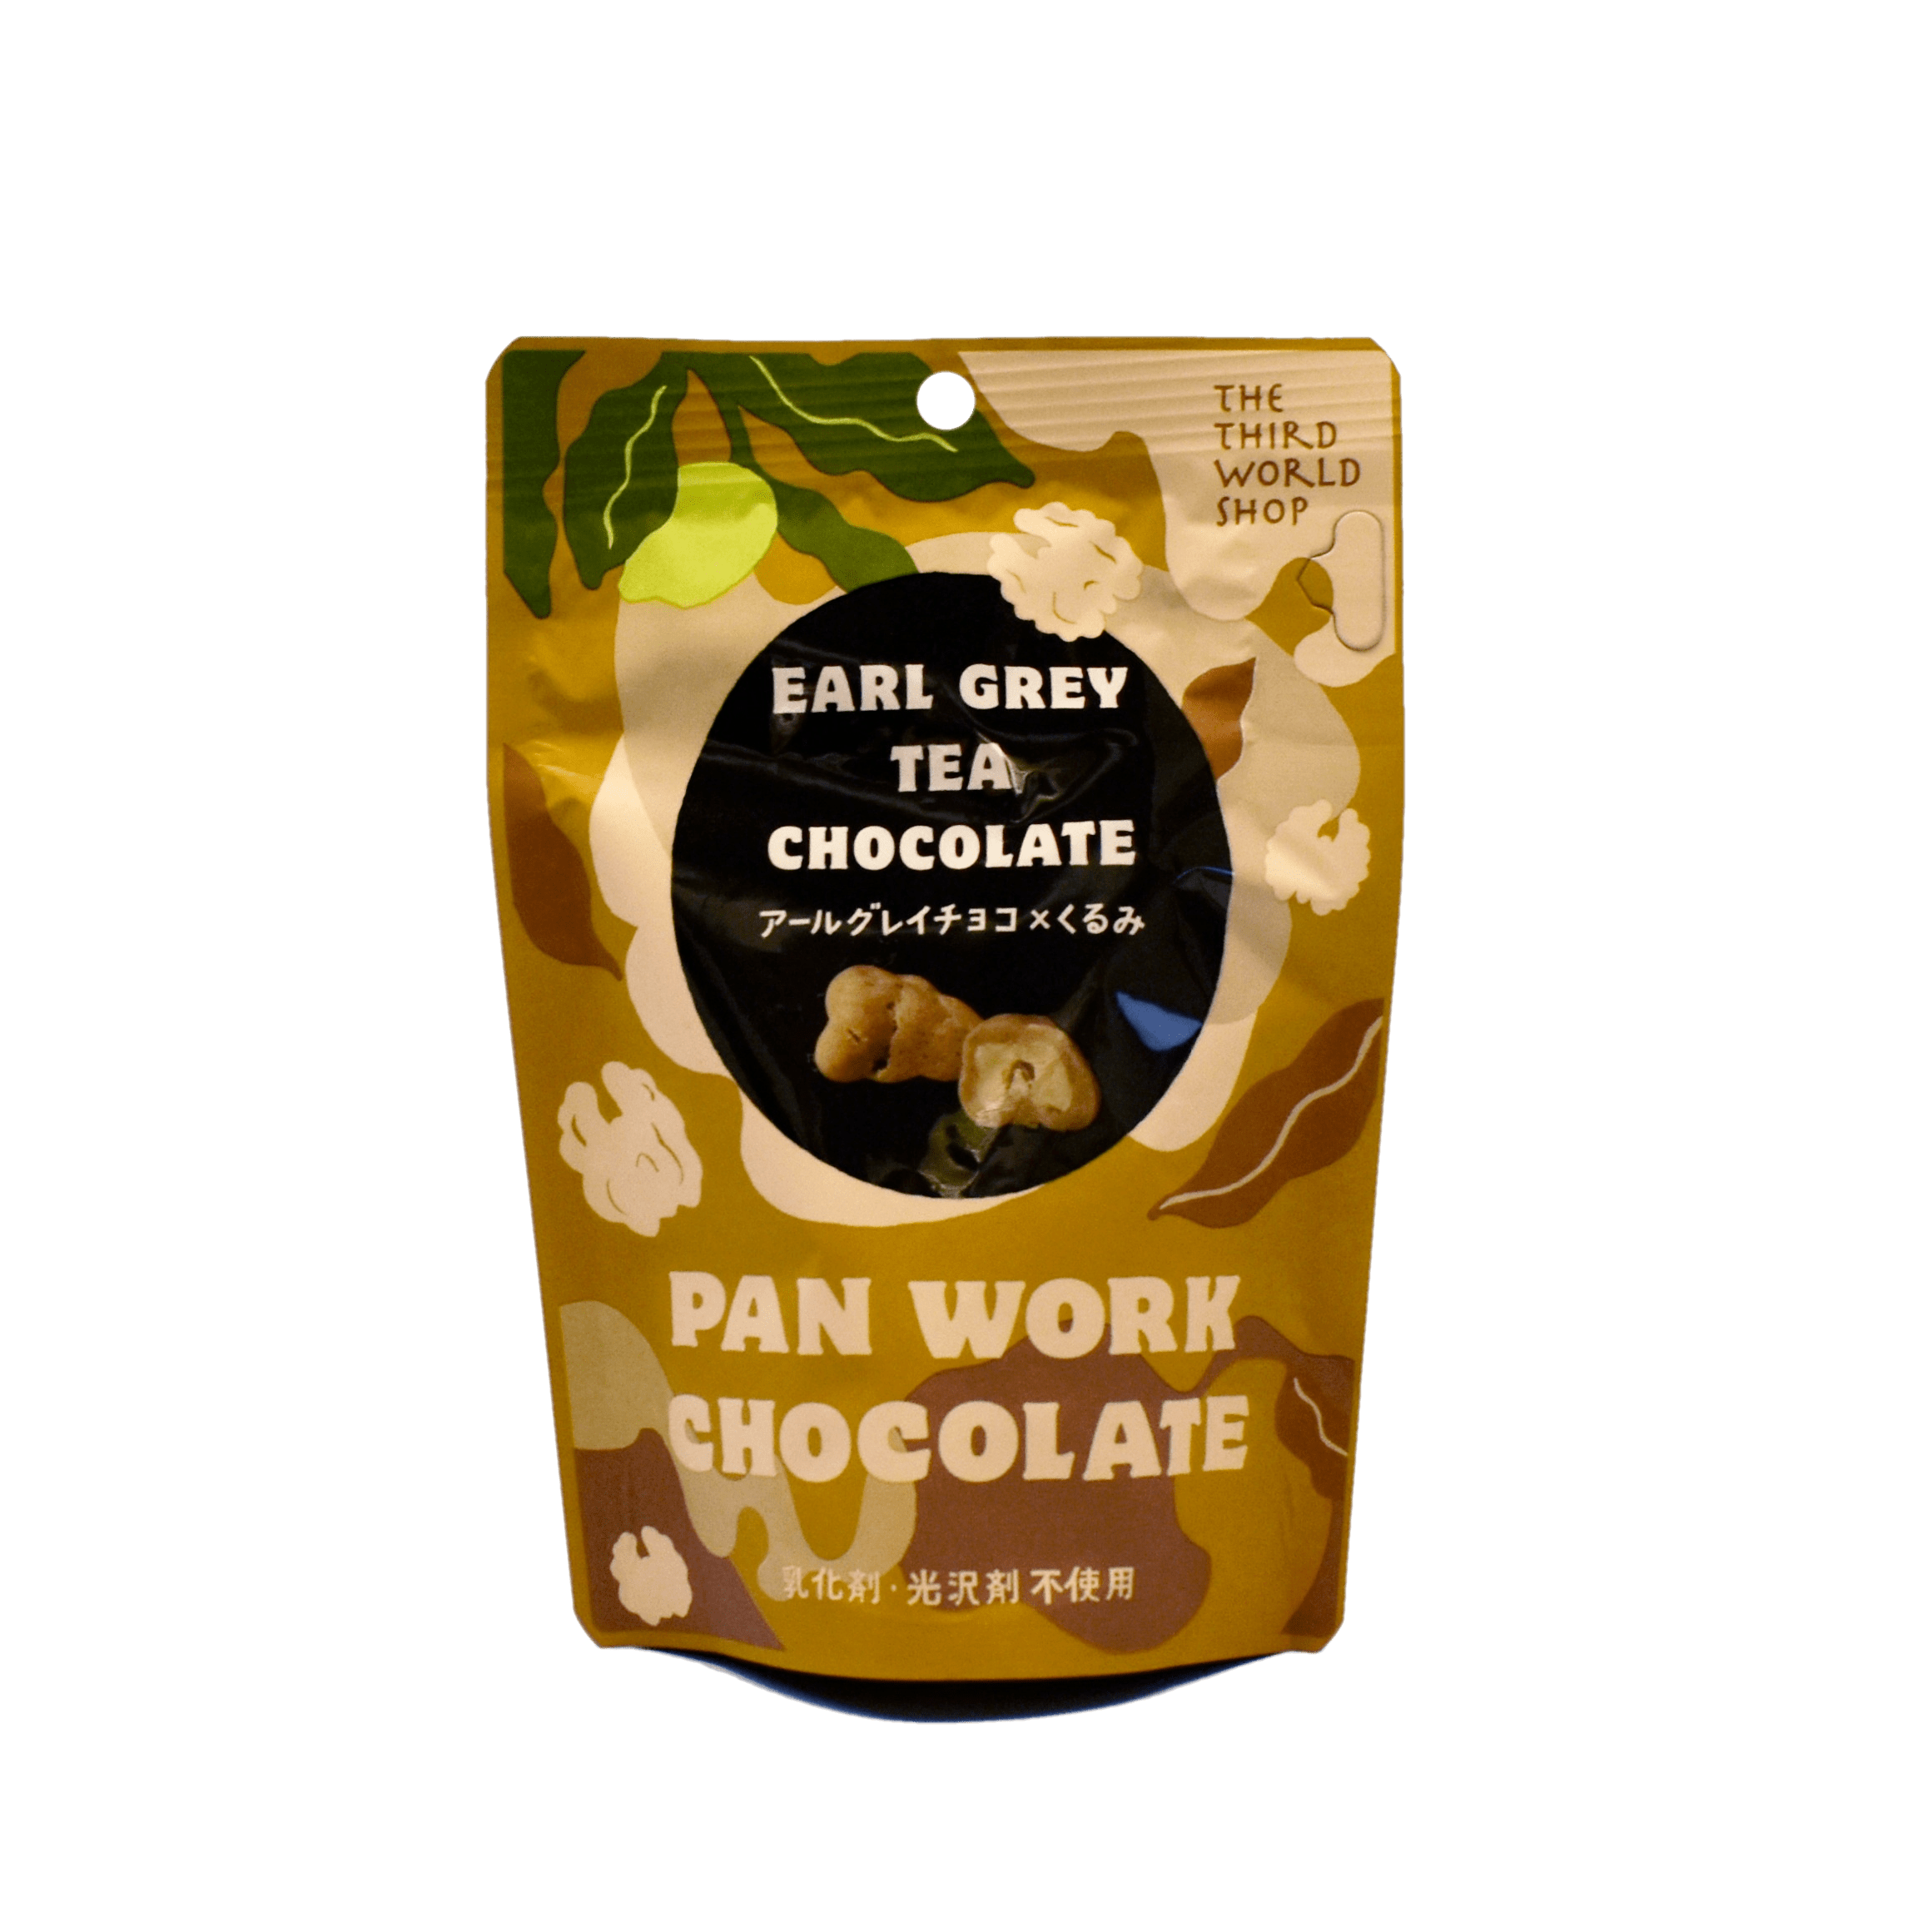 THE
THIRD
WORLD
SHOP
EARL GREY
TEA
CHOCOLATE
アールグレイチョコ×くるみ
PAN WORK
CHOCOLATE
乳化剤・光沢剤 不使用